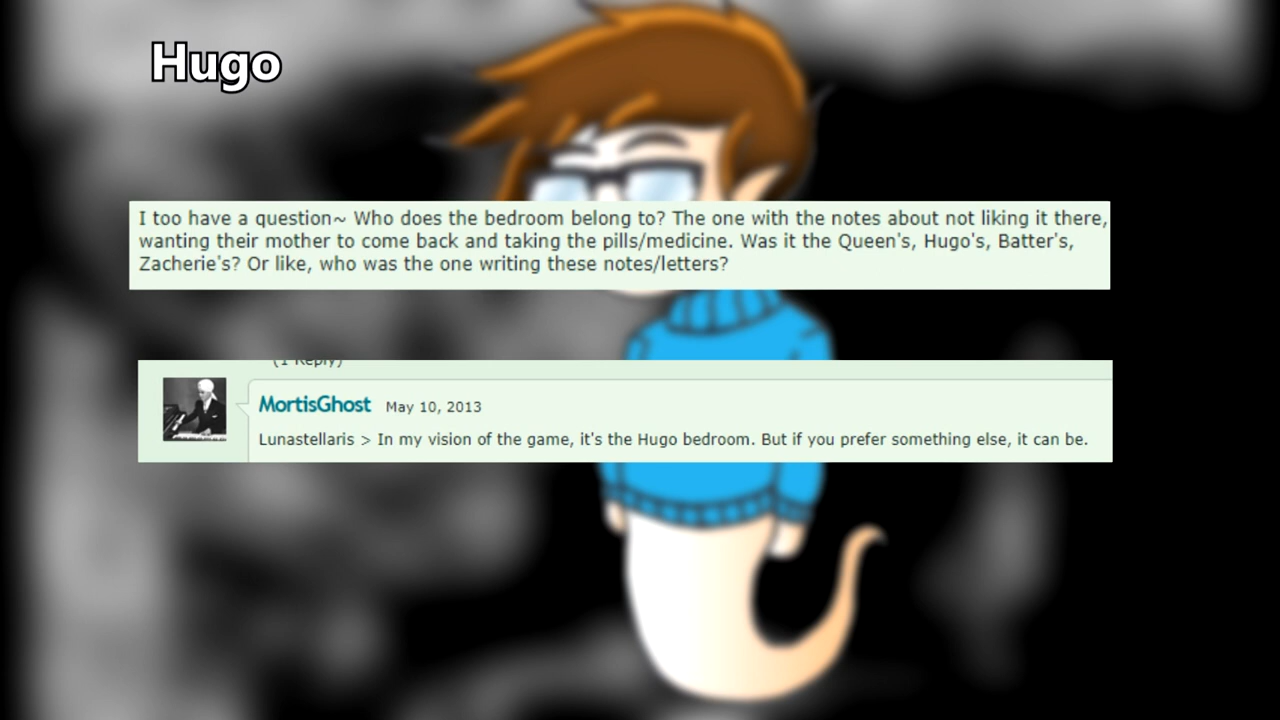 Hugo
I too have a question~ Who does the bedroom belong to? The one with the notes about not liking it there,
wanting their mother to come back and taking the pills/medicine. Was it the Queen's, Hugo's, Batter's,
Zacherie's? Or like, who was the one writing these notes/letters?
(1 Reply)
MortisGhost May 10, 2013
Lunastellaris > In my vision of the game, it's the Hugo bedroom. But if you prefer something else, it can be.